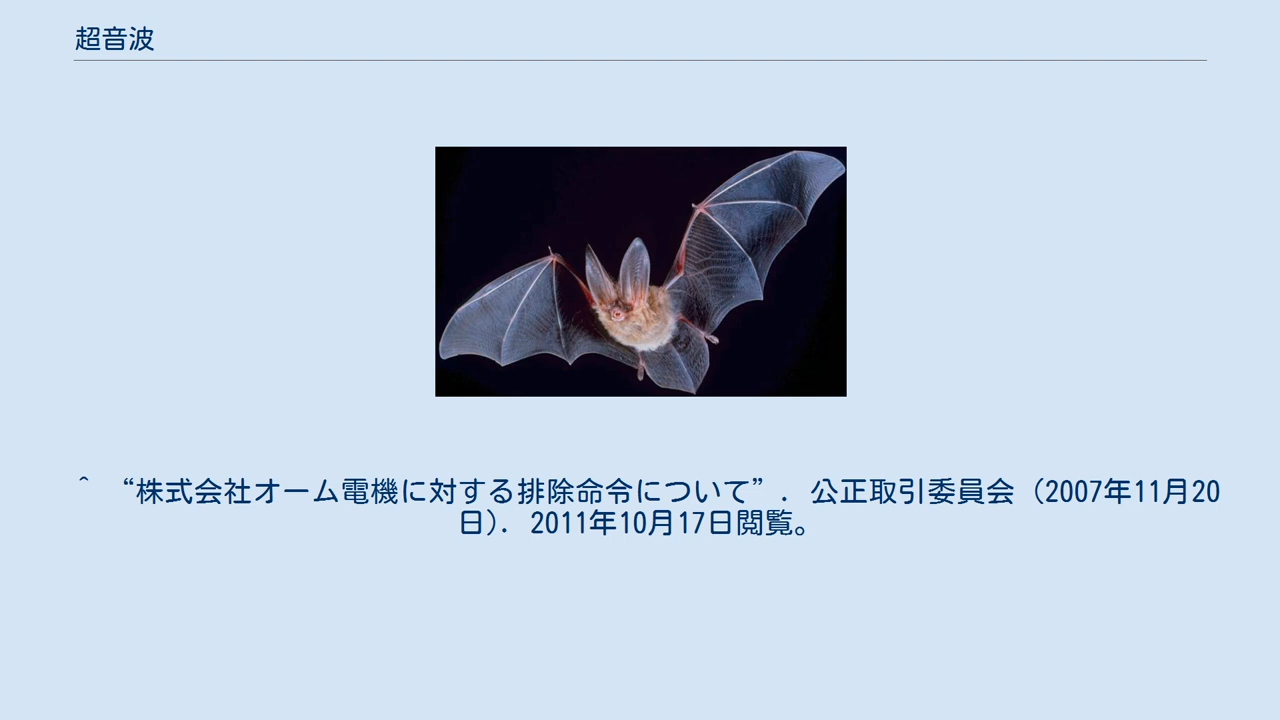 超音波
^ “株式会社オーム電機に対する排除命令について”. 公正取引委員会 (2007年11月20
日). 2011年10月17日閲覧。